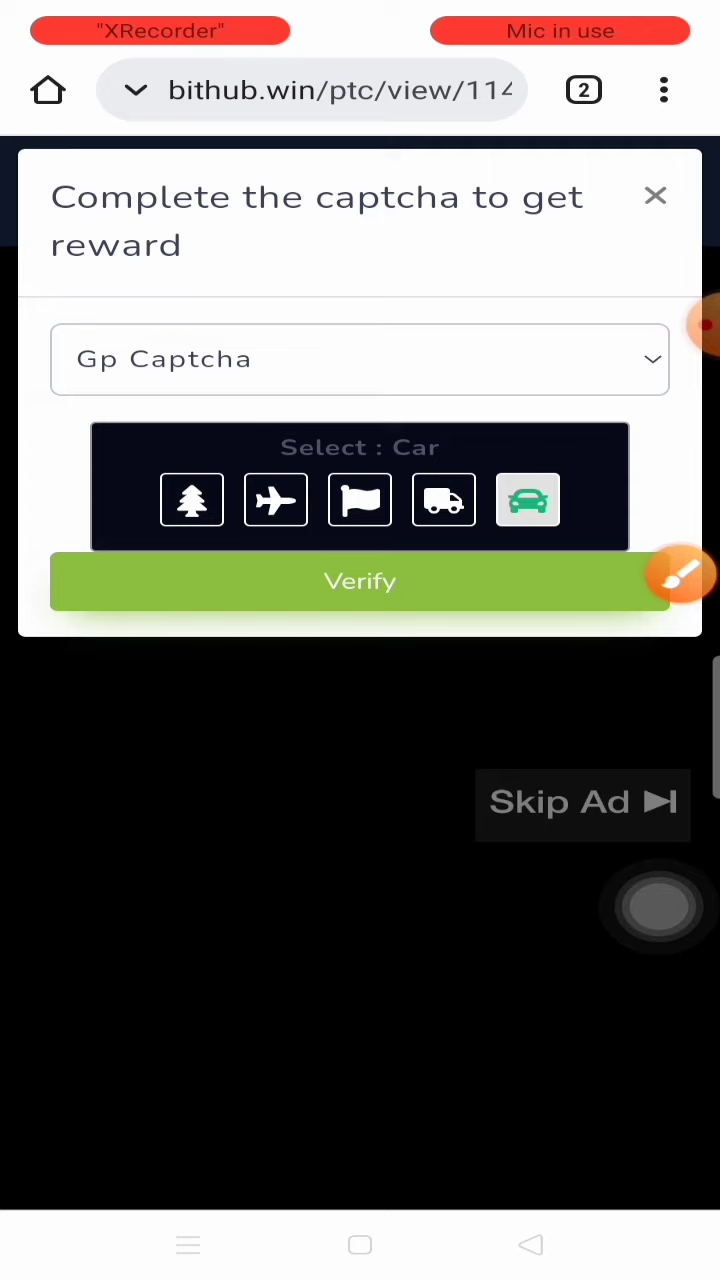 "XRecorder"
Mic in use
bithub.win/ptc/view/114
2
Complete the captcha to get
reward
Gp Captcha
Select : Car
Verify
Skip Ad